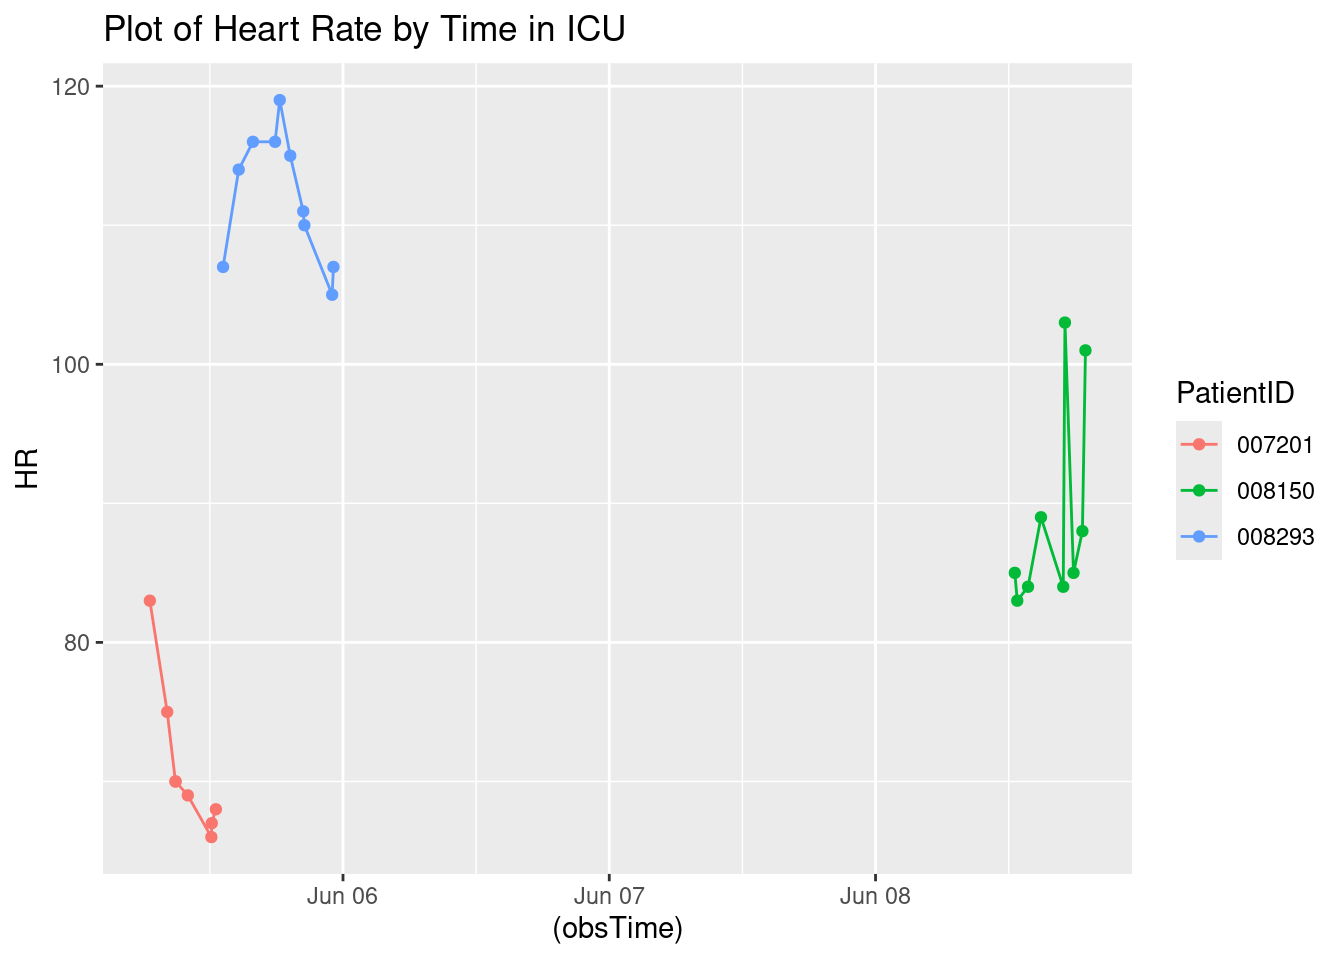 Plot of Heart Rate by Time in ICU
120
100
80
HR
Jun 06
Jun 07
Jun 08
(obsTime)
PatientID
007201
008150
008293